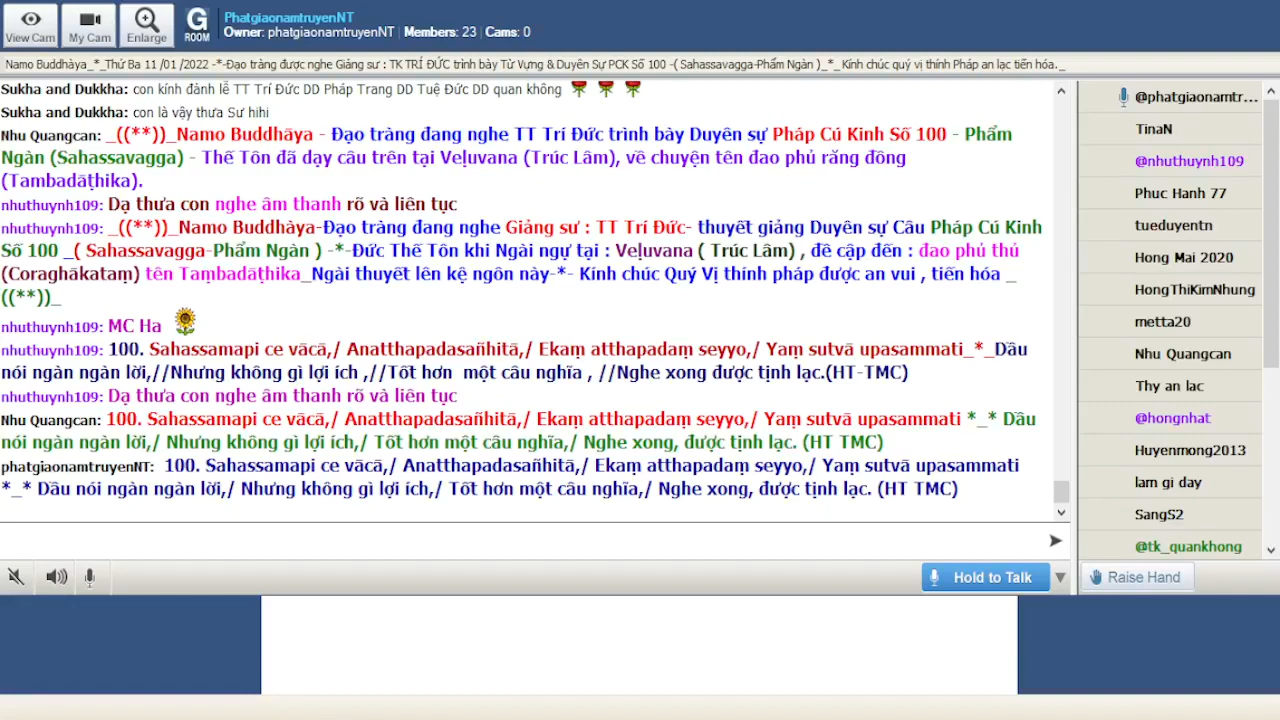 View Cam
My Cam
Enlarge
G
ROOM
PhatgiaonamtruyenNT
Owner: phatgiaonamtruyenNT | Members: 23 | Cams: 0
Namo Buddhàya_*_Thứ Ba 11 /01 /2022 -*-Đạo tràng được nghe Giảng sư : TK TRÍ ĐỨC trình bày Từ Vựng & Duyên Sự PCK Số 100 -( Sahassavagga-Phẩm Ngàn )_*_ Kính chúc quý vị thính Pháp an lạc tiến hóa._
Sukha and Dukkha: con kính đảnh lễ TT Trí Đức DD Pháp Trang DD Tuệ Đức DD quan không
Sukha and Dukkha: con là vậy thưa Sư hihi
Nhu Quangcan: _((**))_Namo Buddhāya - Đạo tràng đang nghe TT Trí Đức trình bày Duyên sự Pháp Cú Kinh Số 100 - Phẩm
Ngàn (Sahassavagga) - Thế Tôn đã dạy câu trên tại Veḷuvana (Trúc Lâm), về chuyện tên đao phủ răng đồng
(Tambadāṭhika).
nhuthuynh109: Dạ thưa con nghe âm thanh rõ và liên tục
nhuthuynh109: _((**))_Namo Buddhàya-Đạo tràng đang nghe Giảng sư : TT Trí Đức- thuyết giảng Duyên sự Câu Pháp Cú Kinh
Số 100 _( Sahassavagga-Phẩm Ngàn ) -*-Đức Thế Tôn khi Ngài ngự tại : Veḷuvana ( Trúc Lâm) , đề cập đến : đao phủ thủ
(Coraghākataṃ) tên Taṃbadāṭhika_Ngài thuyết lên kệ ngôn này-*- Kính chúc Quý Vị thính pháp được an vui , tiến hóa _
((**))_
nhuthuynh109: MC Ha
nhuthuynh109: 100. Sahassamapi ce vācā,/ Anatthapadasañhitā,/ Ekaṃ atthapadaṃ seyyo,/ Yaṃ sutvā upasammati_*_Dầu
nói ngàn ngàn lời,//Nhưng không gì lợi ích ,//Tốt hơn  một câu nghĩa , //Nghe xong được tịnh lạc.(HT-TMC)
nhuthuynh109: Dạ thưa con nghe âm thanh rõ và liên tục
Nhu Quangcan: 100. Sahassamapi ce vācā,/ Anatthapadasañhitā,/ Ekaṃ atthapadaṃ seyyo,/ Yaṃ sutvā upasammati *_* Dầu
nói ngàn ngàn lời,/ Nhưng không gì lợi ích,/ Tốt hơn một câu nghĩa,/ Nghe xong, được tịnh lạc. (HT TMC)
phatgiaonamtruyenNT: 100. Sahassamapi ce vācā,/ Anatthapadasañhitā,/ Ekaṃ atthapadaṃ seyyo,/ Yaṃ sutvā upasammati
*_* Dầu nói ngàn ngàn lời,/ Nhưng không gì lợi ích,/ Tốt hơn một câu nghĩa,/ Nghe xong, được tịnh lạc. (HT TMC)
@phatgiaonamtr...
TinaN
@nhuthuynh109
Phuc Hanh 77
tueduyentn
Hong Mai 2020
HongThiKimNhung
metta20
Nhu Quangcan
Thy an lac
@hongnhat
Huyenmong2013
lam gi day
SangS2
@tk_quankhong
Hold to Talk
Raise Hand